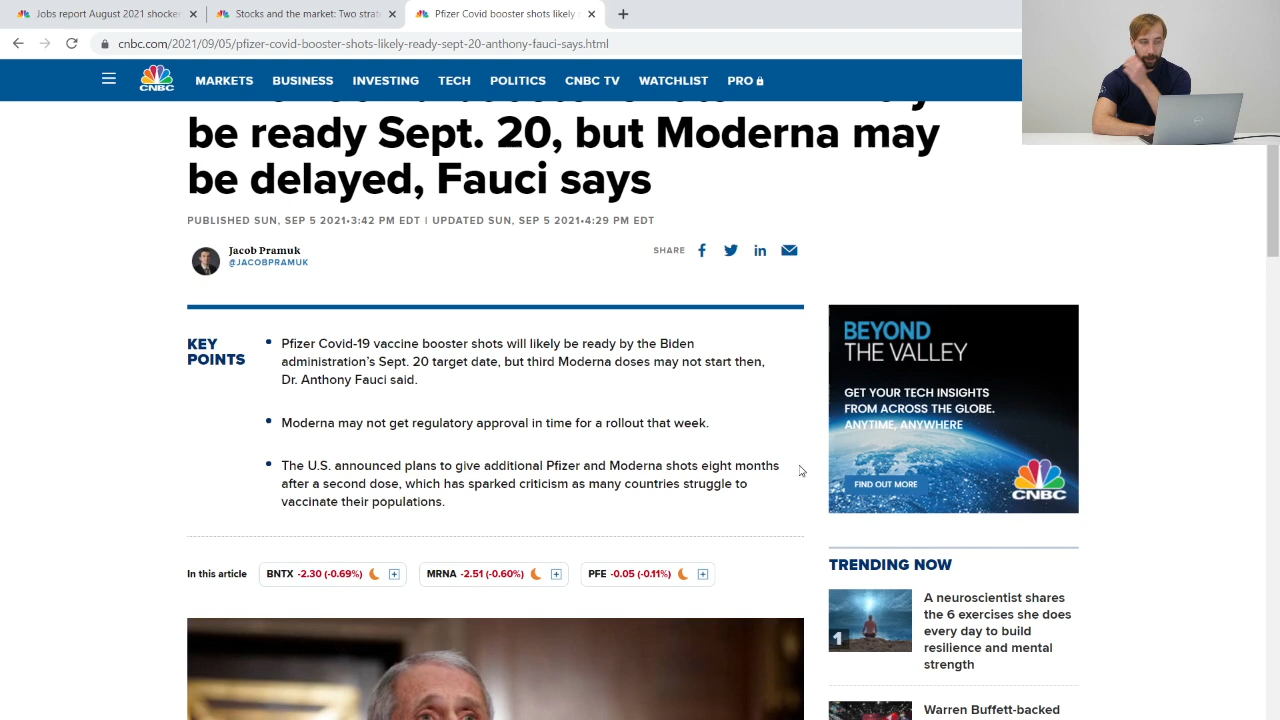 Jobs report August 2021 shocker
Stocks and the market: Two strat
Pfizer Covid booster shots likely s
cnbc.com/2021/09/05/pfizer-covid-booster-shots-likely-ready-sept-20-anthony-fauci-says.html
CNBC
MARKETS BUSINESS INVESTING TECH POLITICS CNBC TV WATCHLIST PRO
be ready Sept. 20, but Moderna may
be delayed, Fauci says
PUBLISHED SUN, SEP 5 2021•3:42 PM EDT | UPDATED SUN, SEP 5 2021•4:29 PM EDT
Jacob Pramuk
@JACOBPRAMUK
SHARE
KEY
POINTS
Pfizer Covid-19 vaccine booster shots will likely be ready by the Biden
administration's Sept. 20 target date, but third Moderna doses may not start then,
Dr. Anthony Fauci said.
Moderna may not get regulatory approval in time for a rollout that week.
The U.S. announced plans to give additional Pfizer and Moderna shots eight months
after a second dose, which has sparked criticism as many countries struggle to
vaccinate their populations.
In this article BNTX -2.30 (-0.69%) MRNA -2.51 (-0.60%) PFE -0.05 (-0.11%)
BEYOND
THE VALLEY
GET YOUR TECH INSIGHTS
FROM ACROSS THE GLOBE.
ANYTIME, ANYWHERE
FIND OUT MORE
CNBC
TRENDING NOW
1
A neuroscientist shares
the 6 exercises she does
every day to build
resilience and mental
strength
Warren Buffett-backed